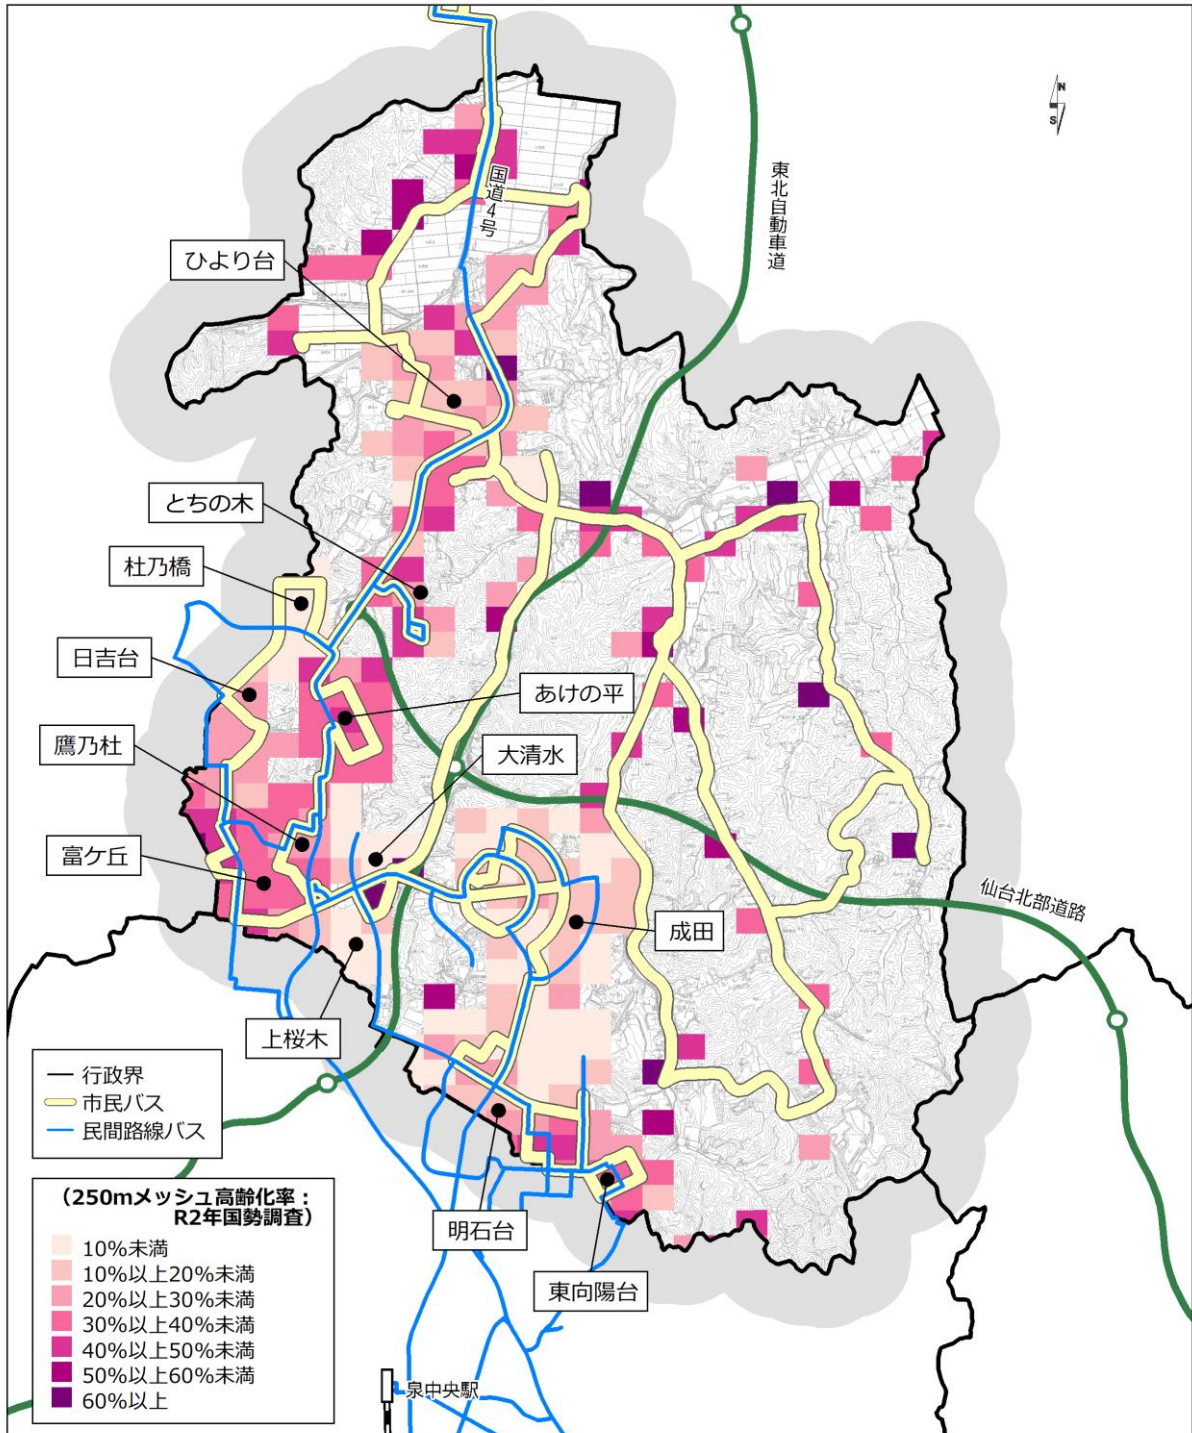 N
S
国道4号
東北自動車道
ひより台
とちの木
杜乃橋
日吉台
あけの平
鷹乃杜
大清水
富ケ丘
成田
仙台北部道路
上桜木
行政界
市民バス
民間路線バス
(250mメッシュ高齢化率:
R2年国勢調査)
10%未満
10%以上20%未満
20%以上30%未満
30%以上40%未満
40%以上50%未満
50%以上60%未満
60%以上
明石台
東向陽台
泉中央駅